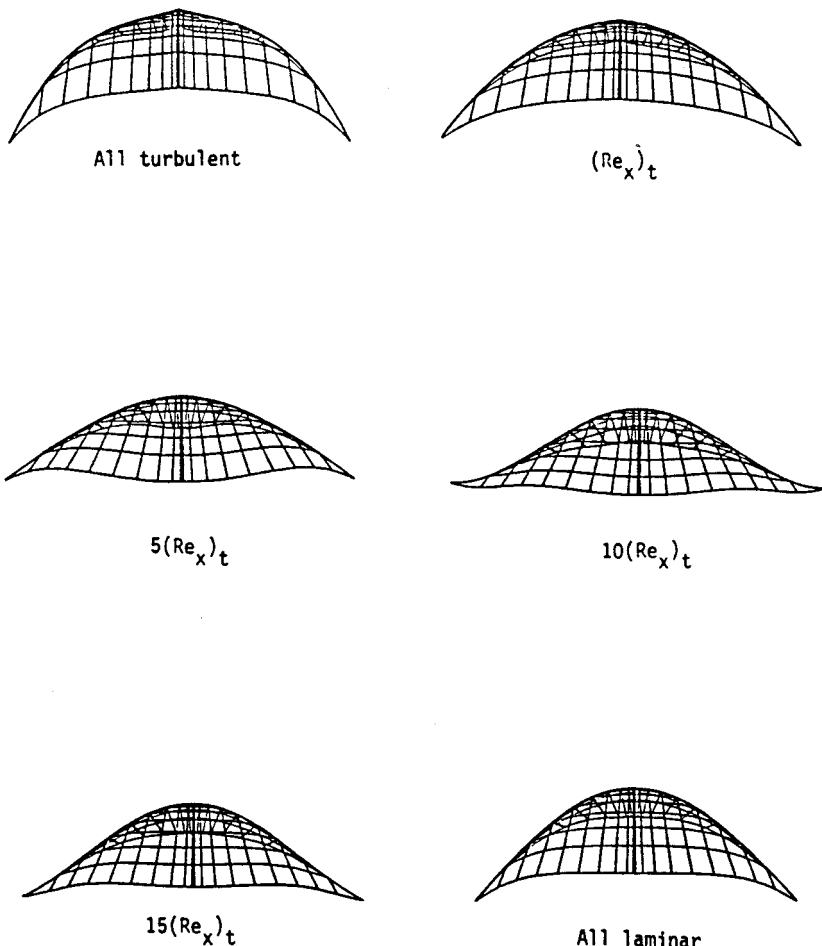 All turbulent
(Re_x)_t
5(Re_x)_t
10(Re_x)_t
15(Re_x)_t
All laminar